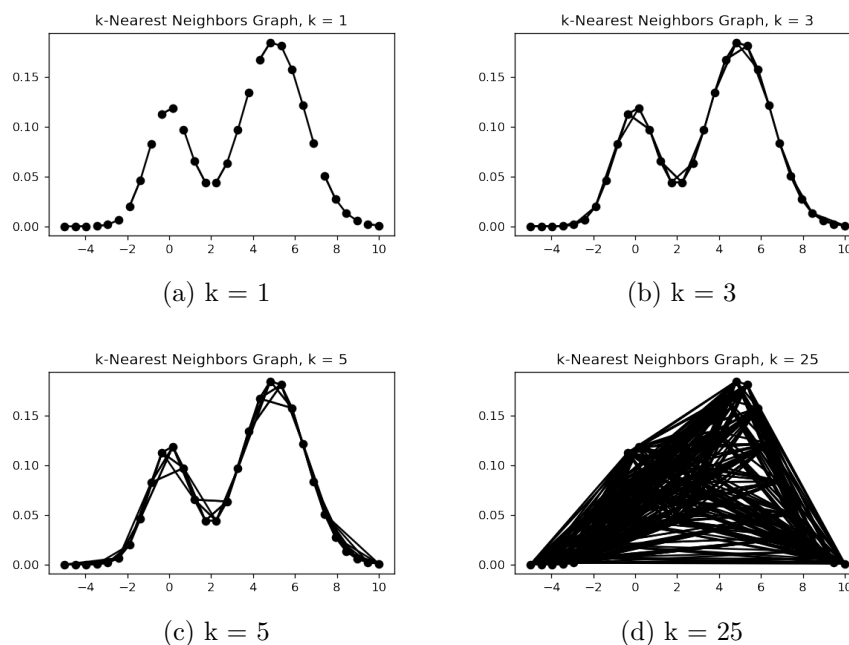 k-Nearest Neighbors Graph, k = 1
0.15
0.10
0.05
0.00
−4 −2 0 2 4 6 8 10
(a) k = 1
k-Nearest Neighbors Graph, k = 3
0.15
0.10
0.05
0.00
−4 −2 0 2 4 6 8 10
(b) k = 3
k-Nearest Neighbors Graph, k = 5
0.15
0.10
0.05
0.00
−4 −2 0 2 4 6 8 10
(c) k = 5
k-Nearest Neighbors Graph, k = 25
0.15
0.10
0.05
0.00
−4 −2 0 2 4 6 8 10
(d) k = 25